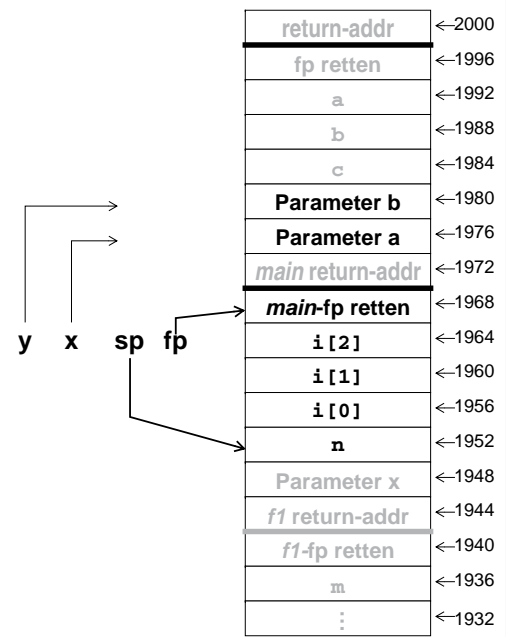 return-addr ←2000
fp retten ←1996
a ←1992
b ←1988
c ←1984
Parameter b ←1980
Parameter a ←1976
main return-addr ←1972
main-fp retten ←1968
y x sp fp i[2] ←1964
i[1] ←1960
i[0] ←1956
n ←1952
Parameter x ←1948
f1 return-addr ←1944
f1-fp retten ←1940
m ←1936
⋮ ←1932